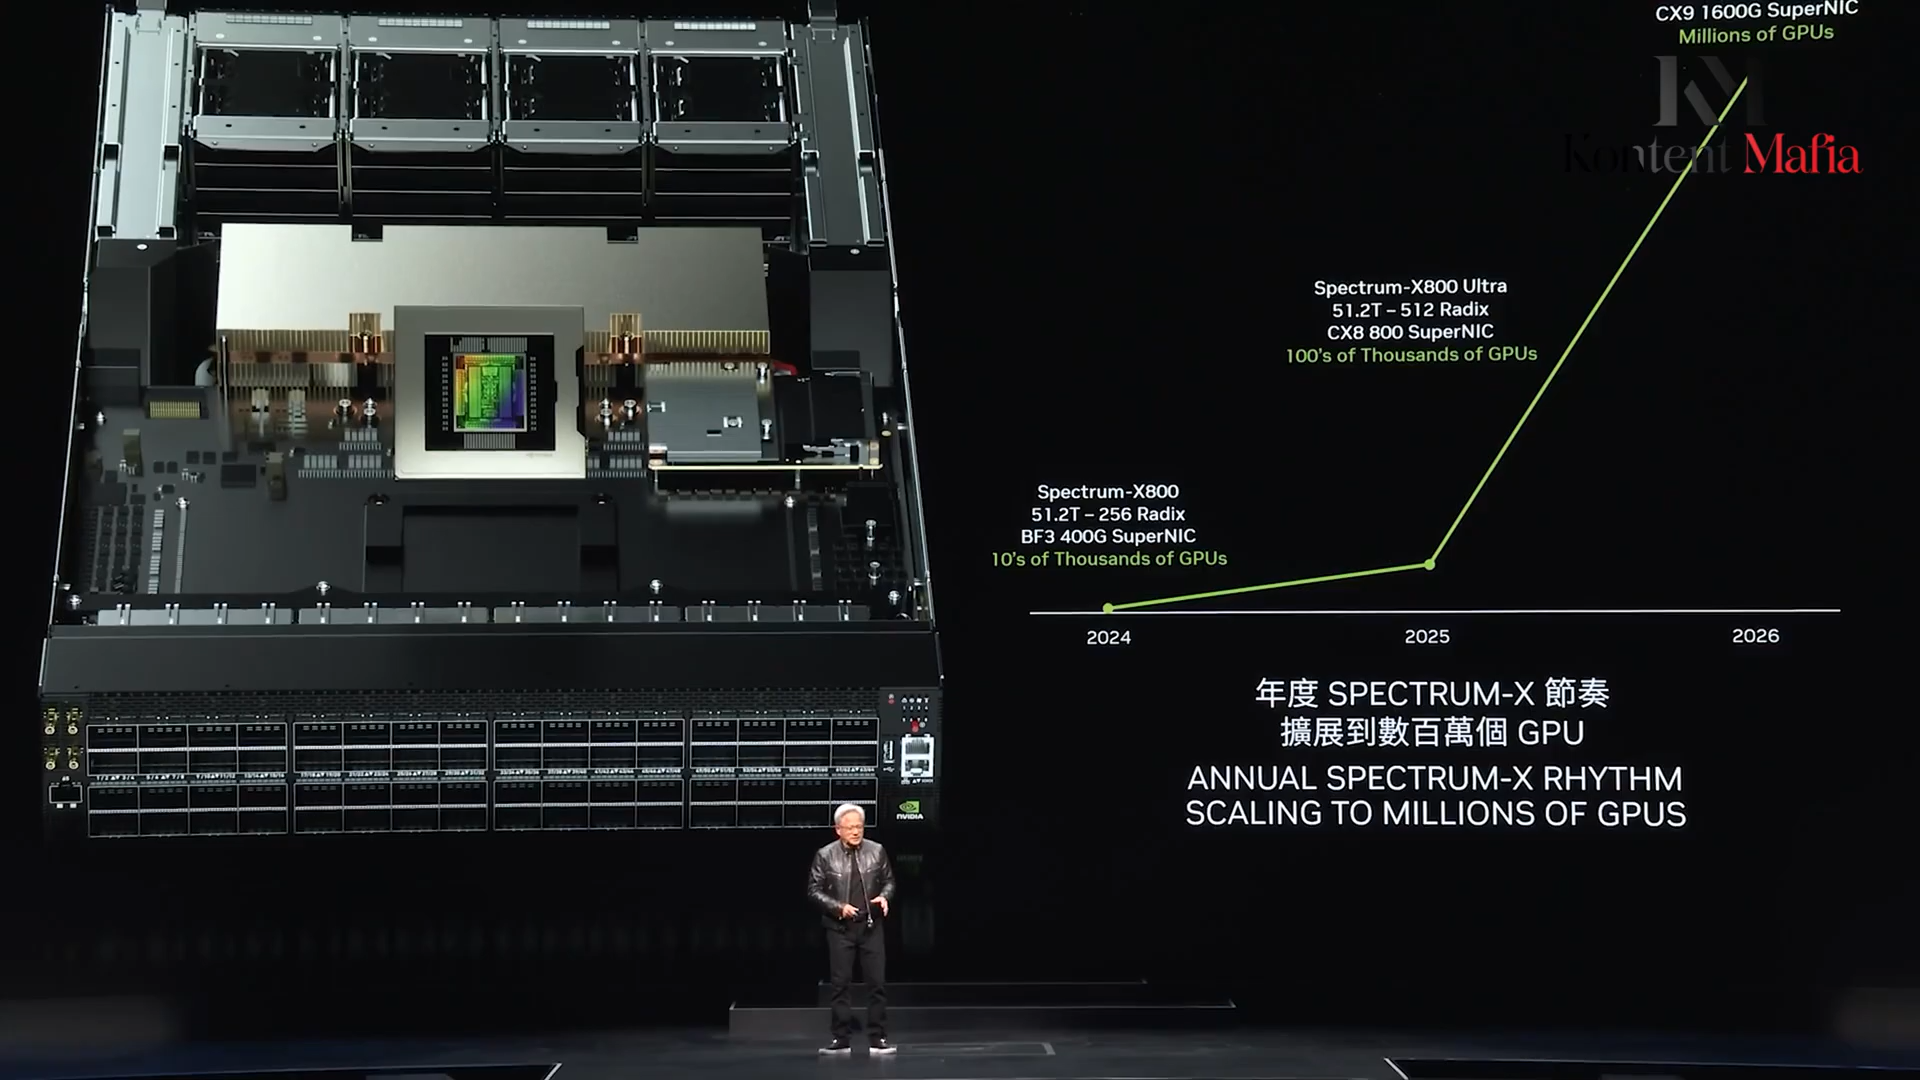 CX9 1600G SuperNIC
Millions of GPUs
KM
Kontent Mafia
Spectrum-X800 Ultra
51.2T – 512 Radix
CX8 800 SuperNIC
100's of Thousands of GPUs
Spectrum-X800
51.2T – 256 Radix
BF3 400G SuperNIC
10's of Thousands of GPUs
2024
2025
2026
年度 SPECTRUM-X 節奏
擴展到數百萬個 GPU
ANNUAL SPECTRUM-X RHYTHM
SCALING TO MILLIONS OF GPUS
NVIDIA